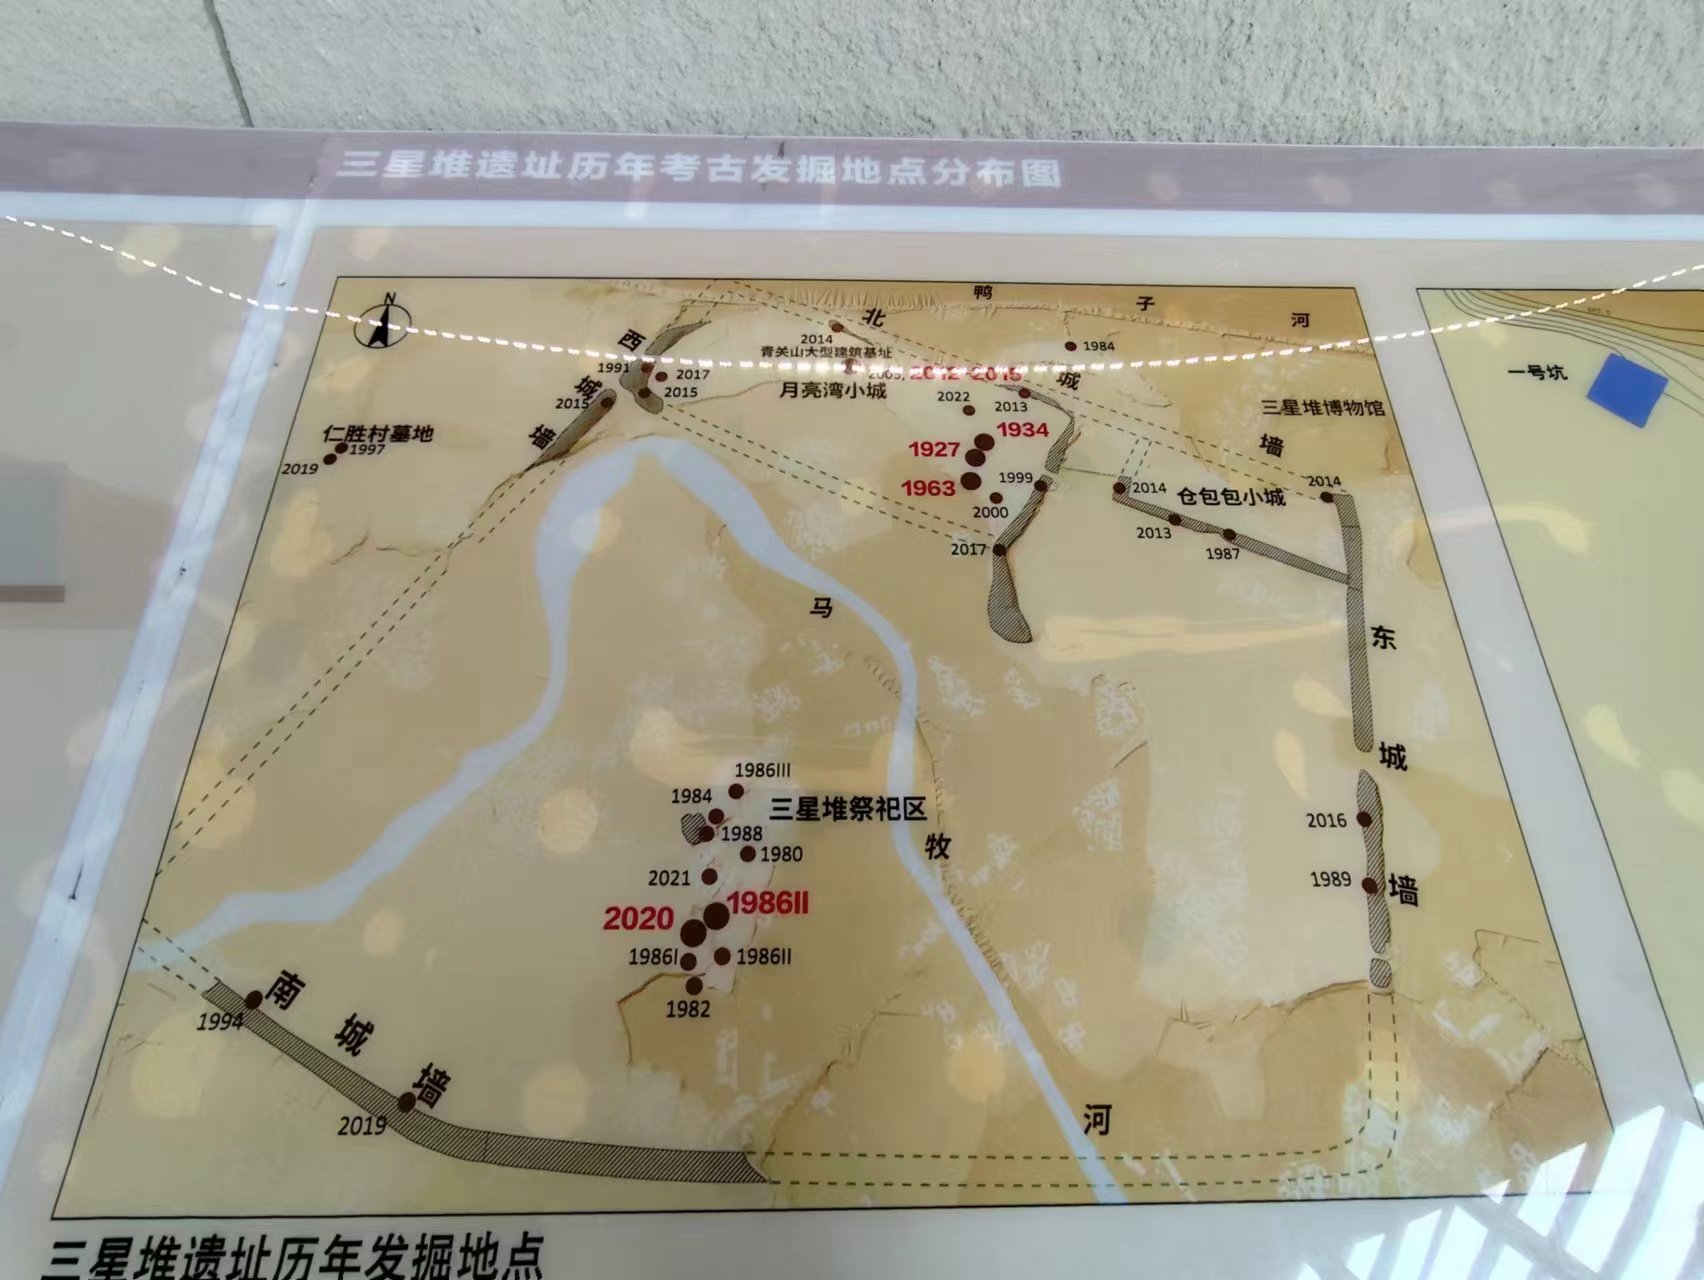 三星堆遗址历年考古发掘地点分布图
N
鸭子河
北城墙
西城墙
2014
青关山大型建筑基址
2005, 2012-2015
月亮湾小城
1984
1991
2017
2015
2015
2022
2013
1934
1927
1963
1999
2000
2017
三星堆博物馆
仁胜村墓地
1997
2019
2014
仓包包小城
2014
2013
1987
一号坑
马牧河
东城墙
2016
1989
1986III
1984
三星堆祭祀区
1988
1980
2021
1986II
2020
1986I
1986II
1982
南城墙
1994
2019
三星堆遗址历年发掘地点